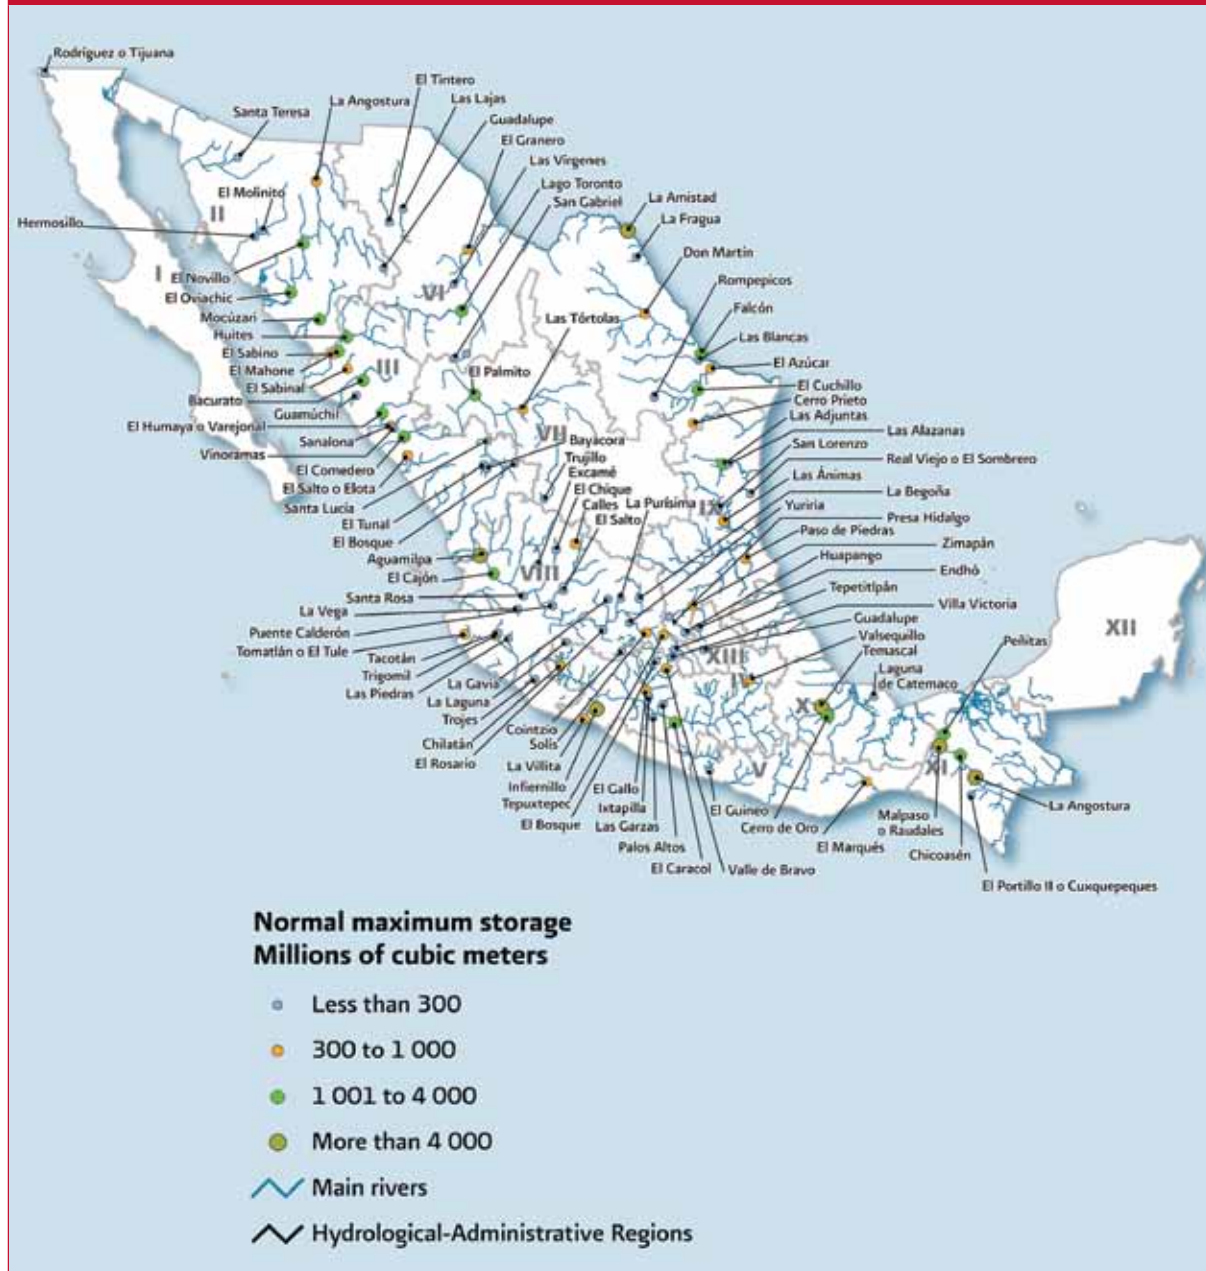 Rodríguez o Tijuana
El Tintero
La Angostura
Las Lajas
Santa Teresa
Guadalupe
El Granero
Las Vírgenes
Lago Toronto
San Gabriel
El Molinito
II
La Amistad
Hermosillo
La Fragua
Don Martín
I
El Novillo
Rompepicos
VI
El Oviachic
Falcón
Mocúzari
Las Tórtolas
Huites
Las Blancas
El Sabino
El Azúcar
El Mahone
III
El Palmito
El Sabinal
El Cuchillo
Bacurato
Cerro Prieto
Guamúchil
Las Adjuntas
El Humaya o Varejonal
VII
Las Alazanas
Sanalona
Bayacora
San Lorenzo
Vinoramas
Trujillo
Real Viejo o El Sombrero
El Comedero
Excamé
Las Ánimas
El Salto o Elota
El Chique
La Begoña
Santa Lucía
Calles
La Purísima
IX
Yuriria
El Tunal
El Salto
Presa Hidalgo
El Bosque
Paso de Piedras
Zimapán
Aguamilpa
Huapango
El Cajón
VIII
Endhó
Santa Rosa
Tepetitlpán
La Vega
Villa Victoria
Puente Calderón
Guadalupe
Tomatlán o El Tule
Valsequillo
Peñitas
XII
Tacotán
XIII
Temascal
Trigomil
Laguna
de Catemaco
Las Piedras
La Gavia
IV
La Laguna
X
Trojes
Cointzio
Chilatán
Solís
El Rosario
La Villita
V
XI
Infiernillo
El Gallo
Tepuxtepec
Ixtapilla
El Guineo
La Angostura
El Bosque
Las Garzas
Cerro de Oro
Malpaso
o Raudales
Palos Altos
El Marqués
Chicoasén
El Caracol
Valle de Bravo
El Portillo II o Cuxquepeques
Normal maximum storage
Millions of cubic meters
Less than 300
300 to 1 000
1 001 to 4 000
More than 4 000
Main rivers
Hydrological-Administrative Regions